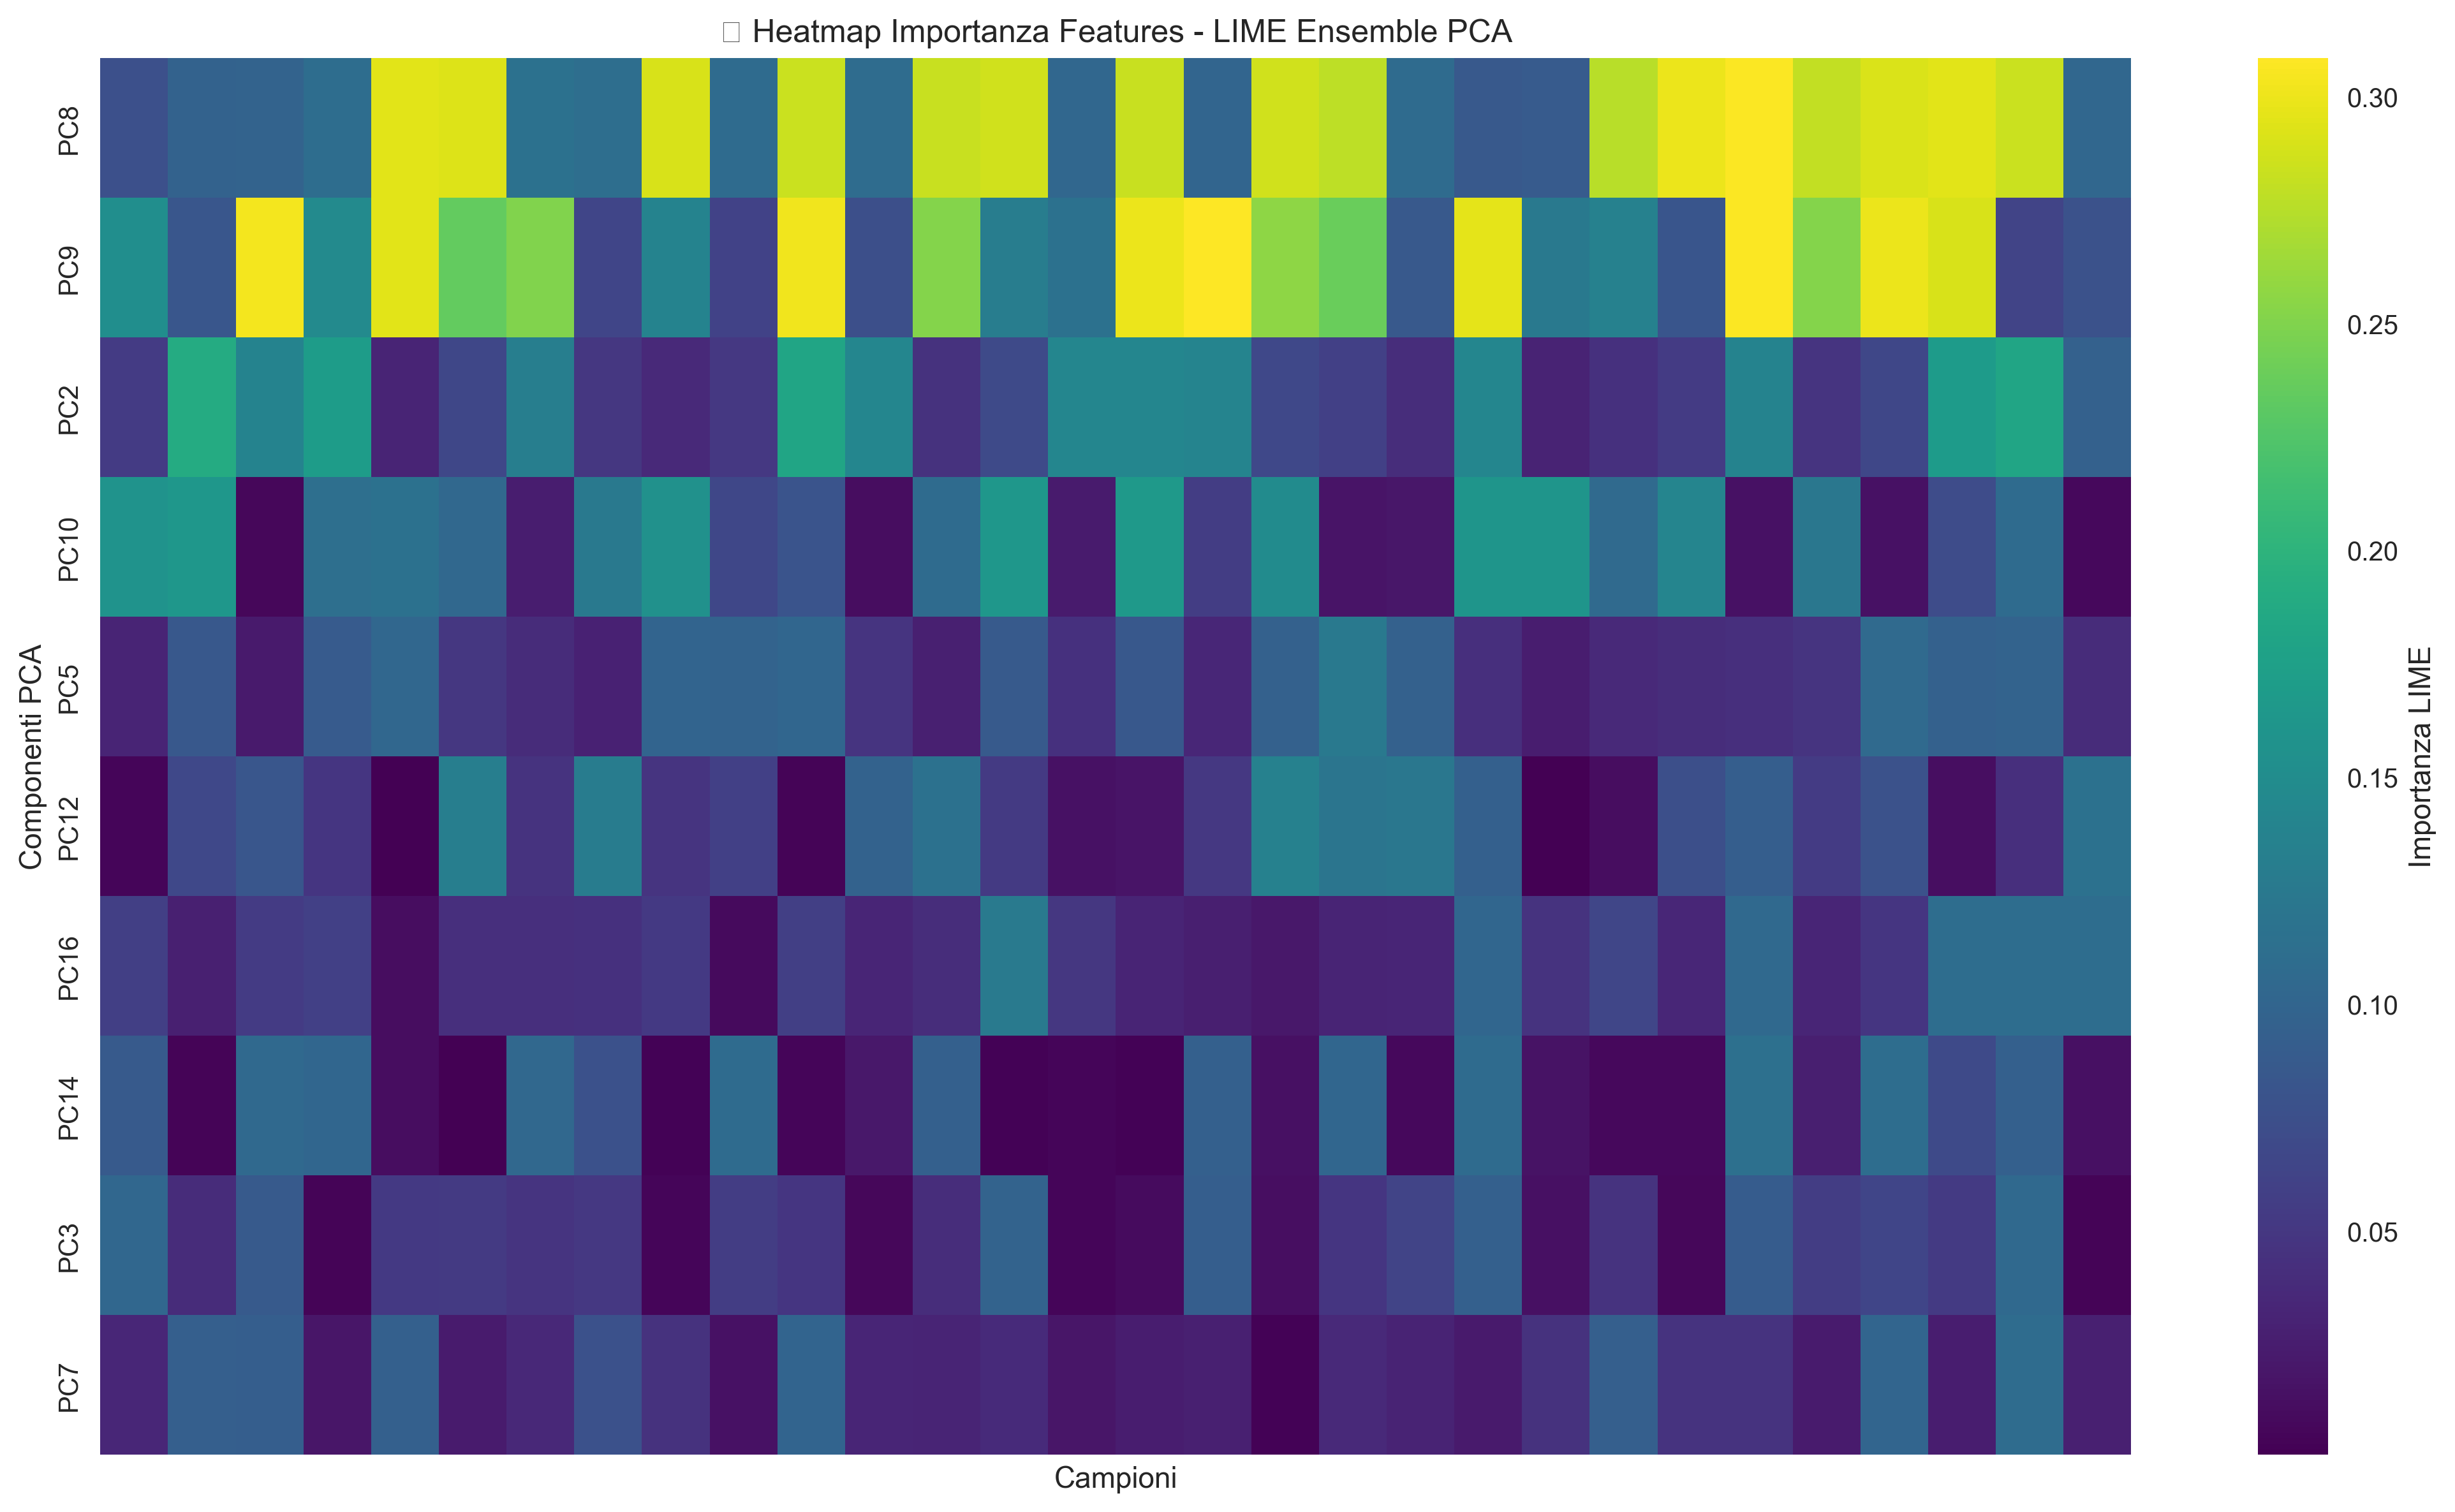 Heatmap Importanza Features - LIME Ensemble PCA
Componenti PCA
PC8
PC9
PC2
PC10
PC5
PC12
PC16
PC14
PC3
PC7
Campioni
0.30
0.25
0.20
0.15
0.10
0.05
Importanza LIME